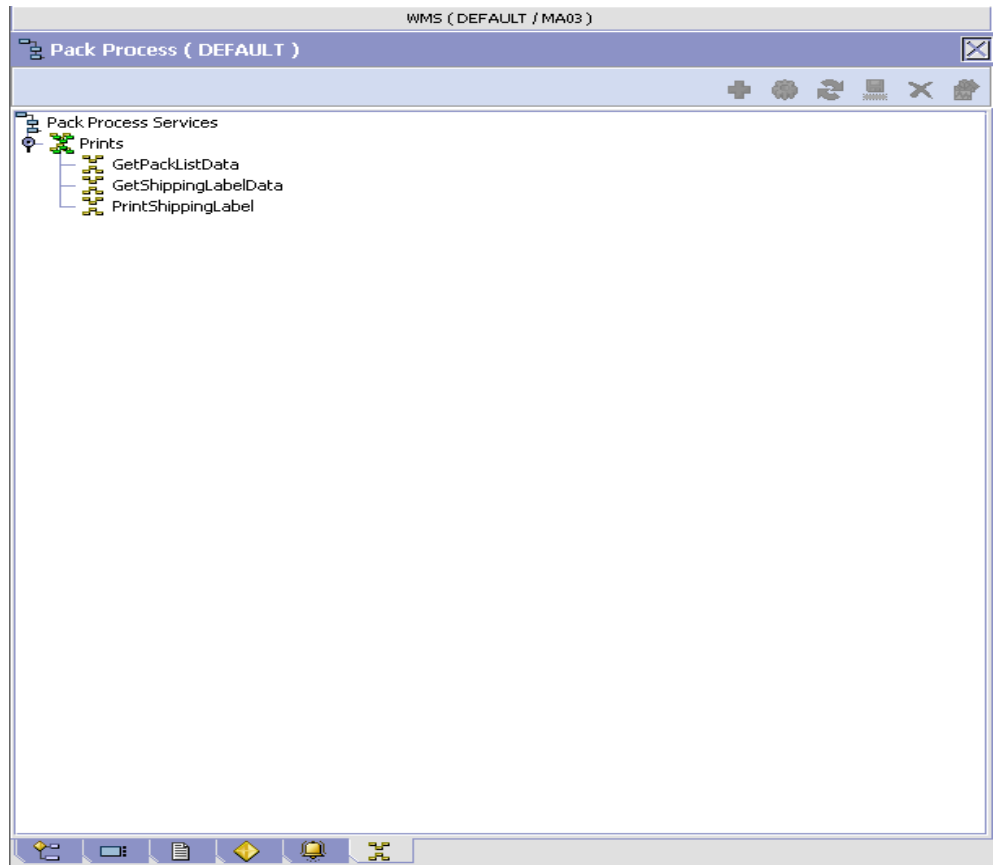 WMS ( DEFAULT / MA03 )
Pack Process ( DEFAULT )
Pack Process Services
Prints
GetPackListData
GetShippingLabelData
PrintShippingLabel